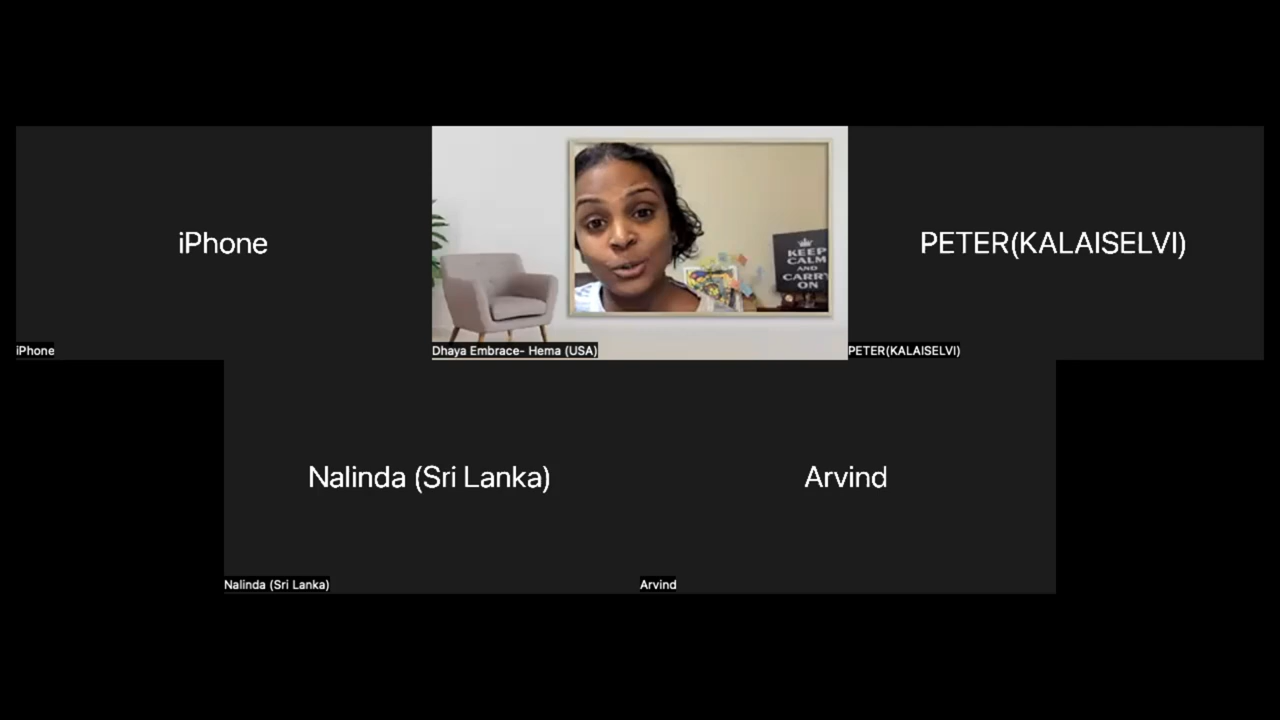 iPhone
iPhone
KEEP
CALM
AND
CARRY
ON
Dhaya Embrace- Hema (USA)
PETER(KALAISELVI)
PETER(KALAISELVI)
Nalinda (Sri Lanka)
Nalinda (Sri Lanka)
Arvind
Arvind